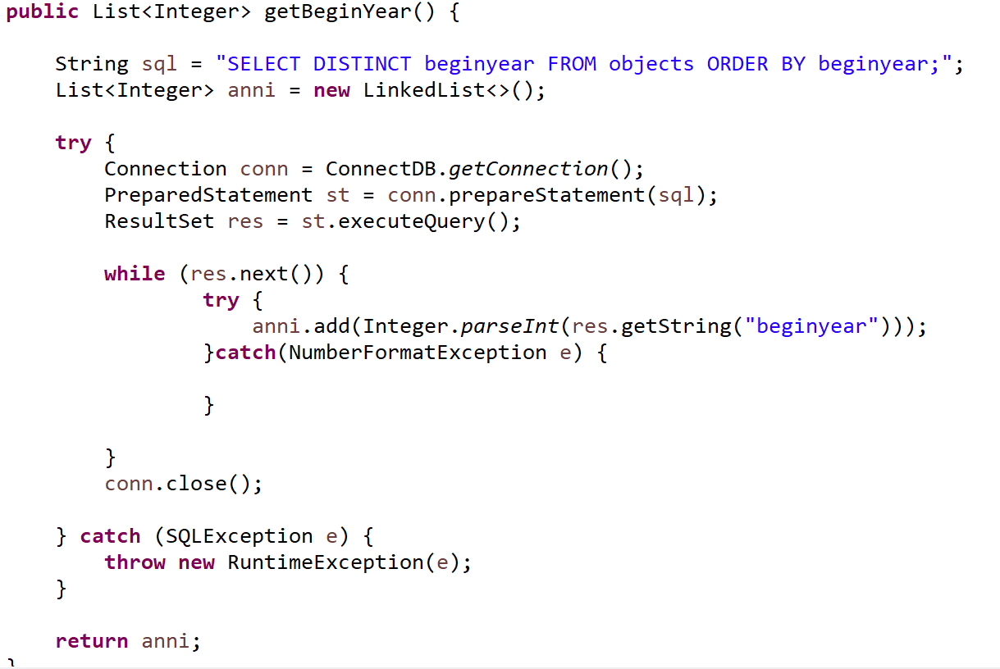 public List<Integer> getBeginYear() {
String sql = "SELECT DISTINCT beginyear FROM objects ORDER BY beginyear;";
List<Integer> anni = new LinkedList<>();
try {
Connection conn = ConnectDB.getConnection();
PreparedStatement st = conn.prepareStatement(sql);
ResultSet res = st.executeQuery();
while (res.next()) {
try {
anni.add(Integer.parseInt(res.getString("beginyear")));
}catch(NumberFormatException e) {
}
}
conn.close();
} catch (SQLException e) {
throw new RuntimeException(e);
}
return anni;
}